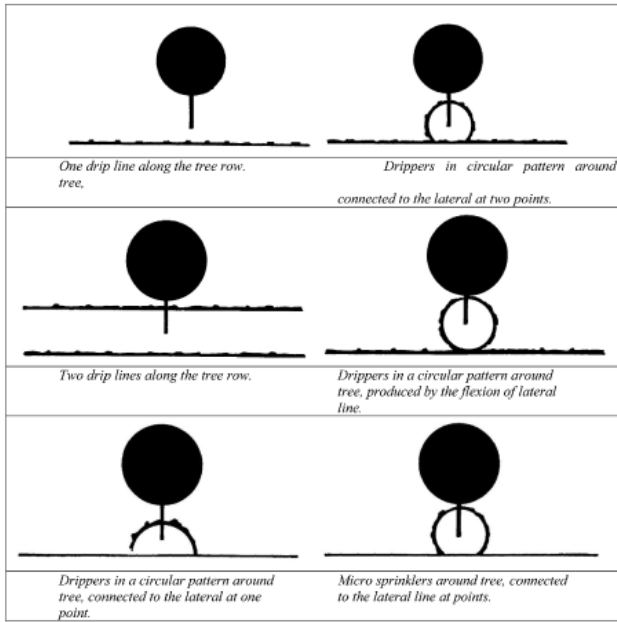 One drip line along the tree row.
tree,
Drippers in circular pattern around
connected to the lateral at two points.
Two drip lines along the tree row.
Drippers in a circular pattern around
tree, produced by the flexion of lateral
line.
Drippers in a circular pattern around
tree, connected to the lateral at one
point.
Micro sprinklers around tree, connected
to the lateral line at points.